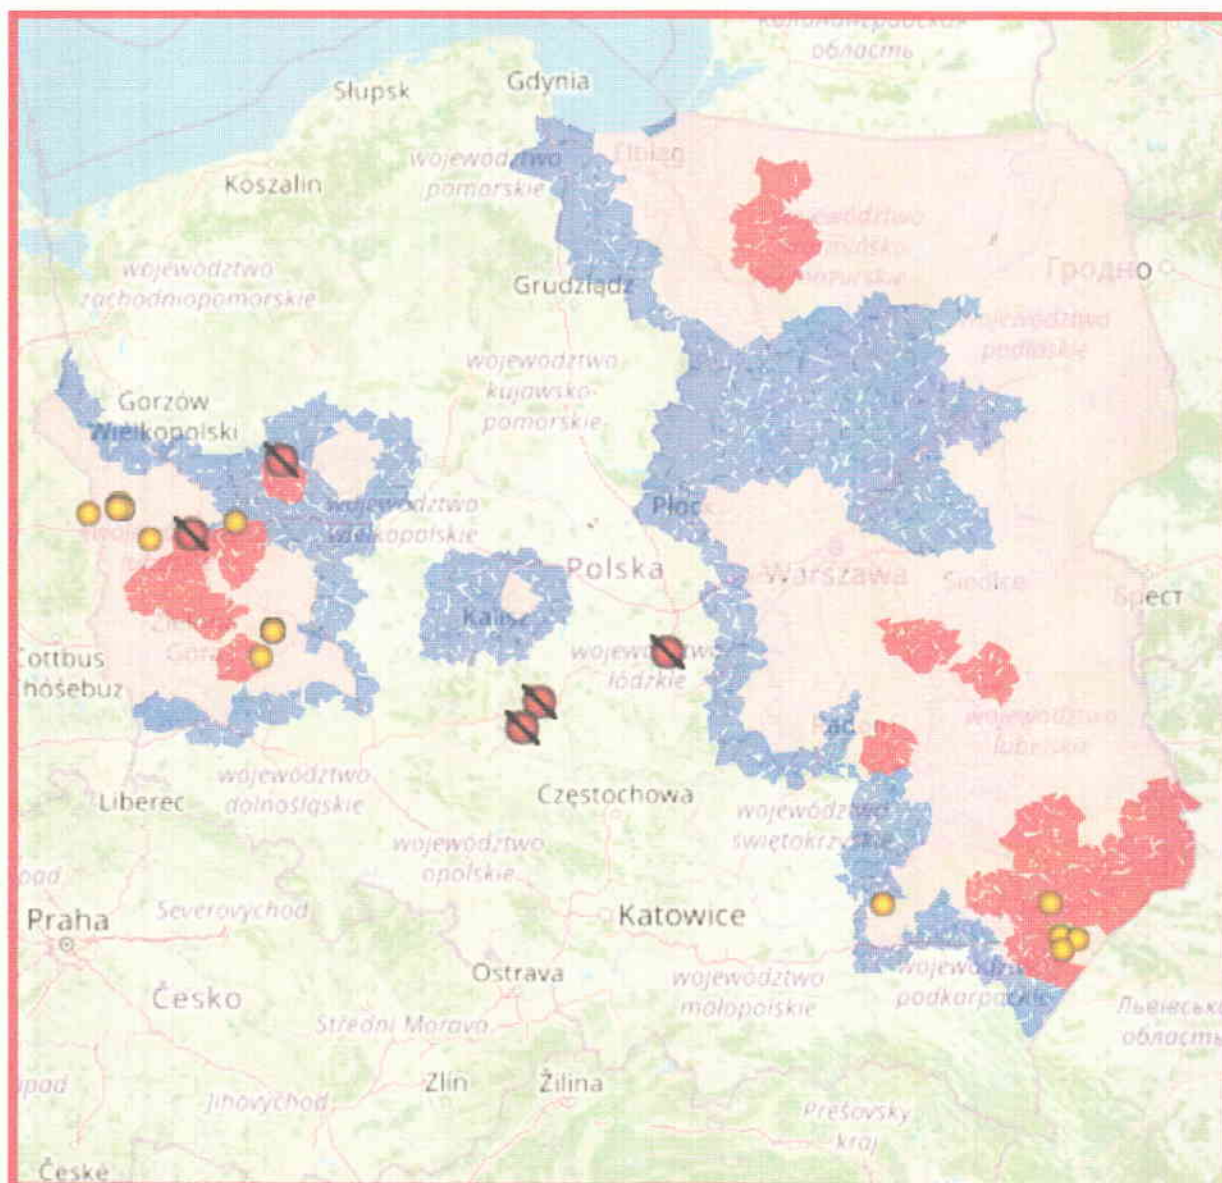 область
Gdynia
Słupsk
województwo
pomorskie
Koszalin
województwo
zachodniopomorskie
Grudziądz
Гродно
województwo
podlaskie
województwo
kujawsko-
pomorskie
Gorzów
Wielkopolski
województwo
wielkopolskie
Płock
Polska
Warszawa
Siedlce
Брест
Kalisz
województwo
łódzkie
Cottbus
województwo
lubelskie
województwo
dolnośląskie
Liberec
Częstochowa
województwo
świętokrzyskie
województwo
opolskie
Praha
Severovýchod
Katowice
Ostrava
województwo
małopolskie
podkarpackie
Česko
Střední Morava
Львівська
область
Zlín
Žilina
Jihovýchod
Prešovský
kraj
České